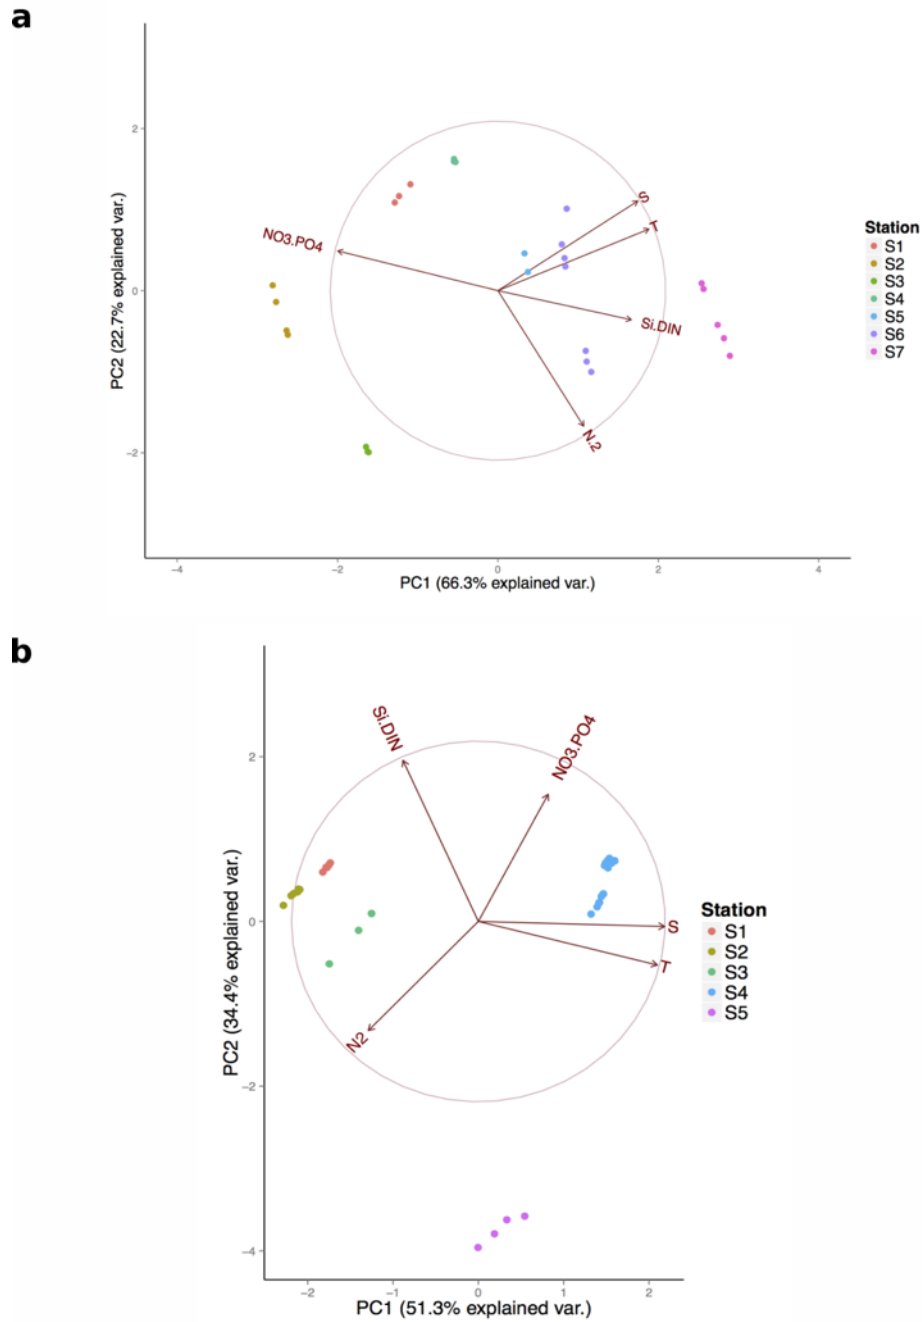 a
2
0
−2
−4
−2
0
2
4
PC2 (22.7% explained var.)
PC1 (66.3% explained var.)
NO3.PO4
S
T
Si.DIN
N.2
Station
S1
S2
S3
S4
S5
S6
S7
b
2
0
−2
−4
−2
−1
0
1
2
PC2 (34.4% explained var.)
PC1 (51.3% explained var.)
Si.DIN
NO3.PO4
S
T
N2
Station
S1
S2
S3
S4
S5